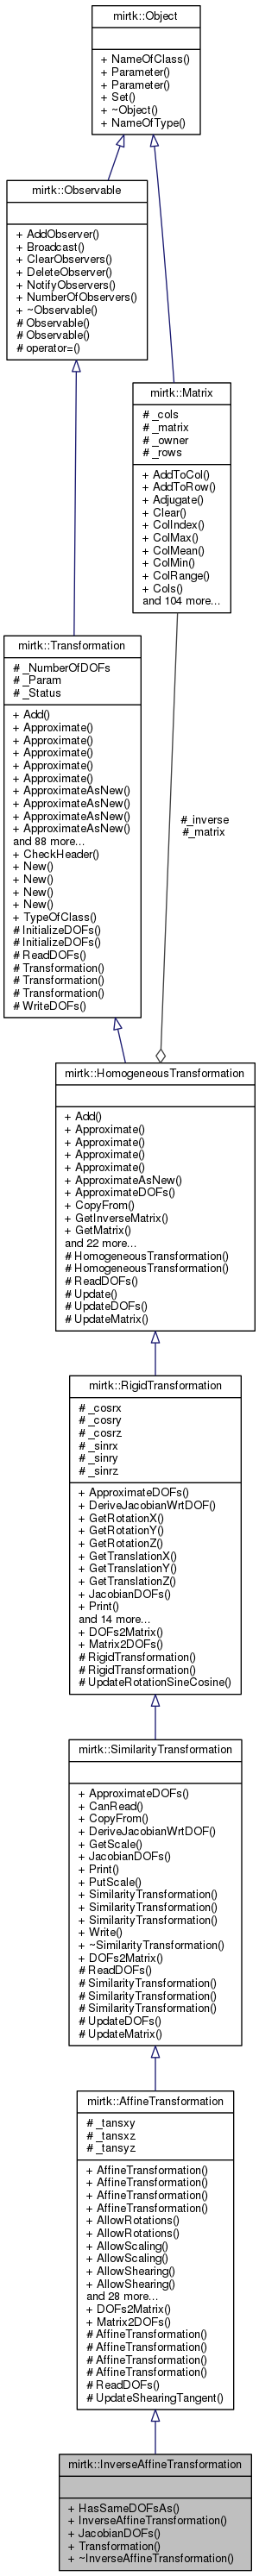 mirtk::Object
+ NameOfClass()
+ Parameter()
+ Parameter()
+ Set()
+ ~Object()
+ NameOfType()
mirtk::Observable
+ AddObserver()
+ Broadcast()
+ ClearObservers()
+ DeleteObserver()
+ NotifyObservers()
+ NumberOfObservers()
+ ~Observable()
# Observable()
# Observable()
# operator=()
mirtk::Matrix
# _cols
# _matrix
# _owner
# _rows
+ AddToCol()
+ AddToRow()
+ Adjugate()
+ Clear()
+ ColIndex()
+ ColMax()
+ ColMean()
+ ColMin()
+ ColRange()
+ Cols()
and 104 more...
mirtk::Transformation
# _NumberOfDOFs
# _Param
# _Status
+ Add()
+ Approximate()
+ Approximate()
+ Approximate()
+ Approximate()
+ Approximate()
+ ApproximateAsNew()
+ ApproximateAsNew()
+ ApproximateAsNew()
+ ApproximateAsNew()
and 88 more...
+ CheckHeader()
+ New()
+ New()
+ New()
+ New()
+ TypeOfClass()
# InitializeDOFs()
# InitializeDOFs()
# ReadDOFs()
# Transformation()
# Transformation()
# Transformation()
# WriteDOFs()
#_inverse
#_matrix
mirtk::HomogeneousTransformation
+ Add()
+ Approximate()
+ Approximate()
+ Approximate()
+ Approximate()
+ ApproximateAsNew()
+ ApproximateDOFs()
+ CopyFrom()
+ GetInverseMatrix()
+ GetMatrix()
and 22 more...
# HomogeneousTransformation()
# HomogeneousTransformation()
# ReadDOFs()
# Update()
# UpdateDOFs()
# UpdateMatrix()
mirtk::RigidTransformation
# _cosrx
# _cosry
# _cosrz
# _sinrx
# _sinry
# _sinrz
+ ApproximateDOFs()
+ DeriveJacobianWrtDOF()
+ GetRotationX()
+ GetRotationY()
+ GetRotationZ()
+ GetTranslationX()
+ GetTranslationY()
+ GetTranslationZ()
+ JacobianDOFs()
+ Print()
and 14 more...
+ DOFs2Matrix()
+ Matrix2DOFs()
# RigidTransformation()
# RigidTransformation()
# UpdateRotationSineCosine()
mirtk::SimilarityTransformation
+ ApproximateDOFs()
+ CanRead()
+ CopyFrom()
+ DeriveJacobianWrtDOF()
+ GetScale()
+ JacobianDOFs()
+ Print()
+ PutScale()
+ SimilarityTransformation()
+ SimilarityTransformation()
+ SimilarityTransformation()
+ Write()
+ ~SimilarityTransformation()
+ DOFs2Matrix()
# ReadDOFs()
# SimilarityTransformation()
# SimilarityTransformation()
# SimilarityTransformation()
# UpdateDOFs()
# UpdateMatrix()
mirtk::AffineTransformation
# _tansxy
# _tansxz
# _tansyz
+ AffineTransformation()
+ AffineTransformation()
+ AffineTransformation()
+ AffineTransformation()
+ AllowRotations()
+ AllowRotations()
+ AllowScaling()
+ AllowScaling()
+ AllowShearing()
+ AllowShearing()
and 28 more...
+ DOFs2Matrix()
+ Matrix2DOFs()
# AffineTransformation()
# AffineTransformation()
# AffineTransformation()
# AffineTransformation()
# ReadDOFs()
# UpdateShearingTangent()
mirtk::InverseAffineTransformation
+ HasSameDOFsAs()
+ InverseAffineTransformation()
+ JacobianDOFs()
+ Transformation()
+ ~InverseAffineTransformation()